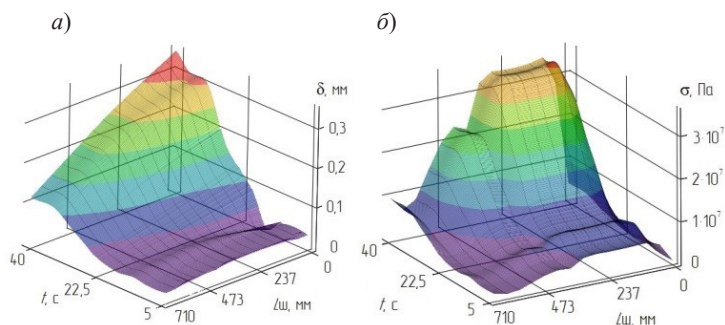 а)
δ, мм
0,3
0,2
0,1
0
0
237
473
710
Lш, мм
40
22,5
5
t, с
б)
σ, Па
3·10⁷
2·10⁷
1·10⁷
0
0
237
473
710
Lш, мм
40
22,5
5
t, с